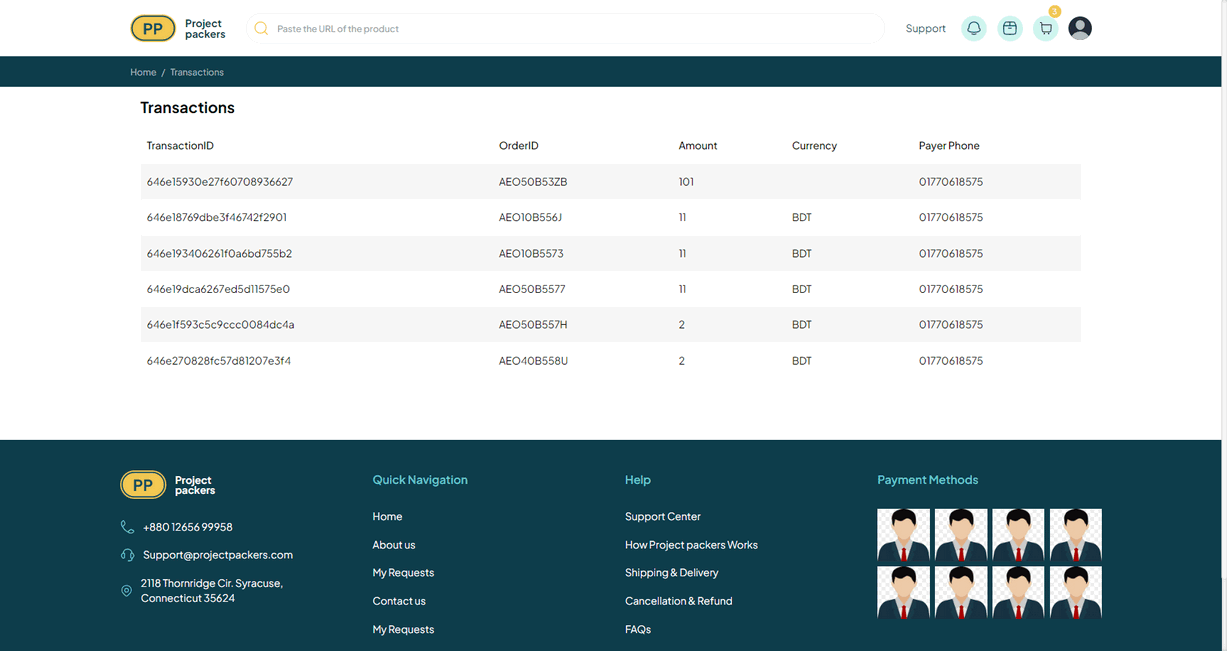 PP Project packers
Paste the URL of the product
Support
3
Home / Transactions
Transactions
TransactionID OrderID Amount Currency Payer Phone
646e15930e27f60708936627 AEO50B53ZB 101 01770618575
646e18769dbe3f46742f2901 AEO10B556J 11 BDT 01770618575
646e193406261f0a6bd755b2 AEO10B5573 11 BDT 01770618575
646e19dca6267ed5d11575e0 AEO50B5577 11 BDT 01770618575
646e1f593c5c9ccc0084dc4a AEO50B557H 2 BDT 01770618575
646e270828fc57d81207e3f4 AEO40B558U 2 BDT 01770618575
PP Project packers
+880 12656 99958
Support@projectpackers.com
2118 Thornridge Cir. Syracuse,
Connecticut 35624
Quick Navigation
Home
About us
My Requests
Contact us
My Requests
Help
Support Center
How Project packers Works
Shipping & Delivery
Cancellation & Refund
FAQs
Payment Methods